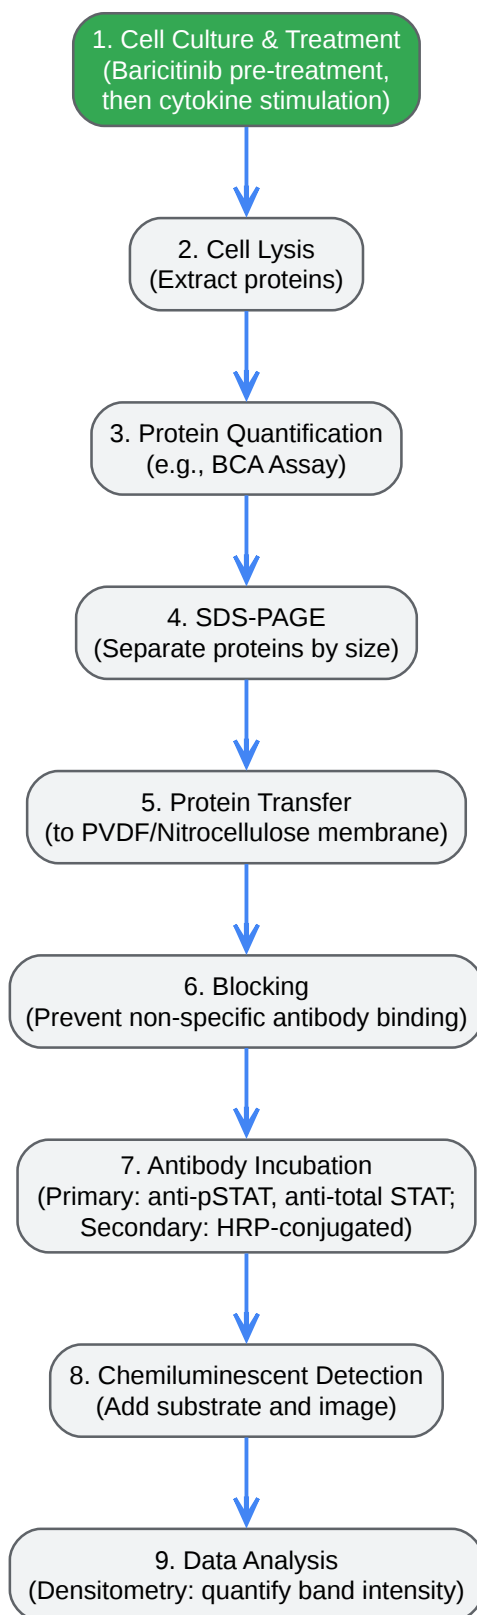 1. Cell Culture & Treatment
(Baricitinib pre-treatment,
then cytokine stimulation)
2. Cell Lysis
(Extract proteins)
3. Protein Quantification
(e.g., BCA Assay)
4. SDS-PAGE
(Separate proteins by size)
5. Protein Transfer
(to PVDF/Nitrocellulose membrane)
6. Blocking
(Prevent non-specific antibody binding)
7. Antibody Incubation
(Primary: anti-pSTAT, anti-total STAT;
Secondary: HRP-conjugated)
8. Chemiluminescent Detection
(Add substrate and image)
9. Data Analysis
(Densitometry: quantify band intensity)